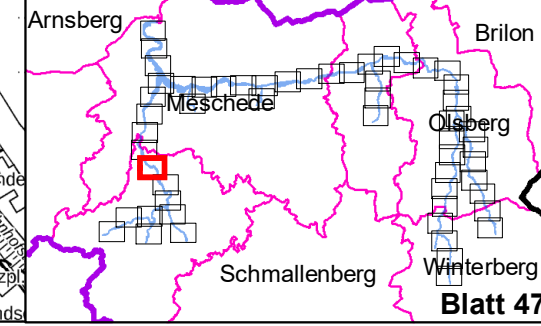 Arnsberg
Brilon
Meschede
Olsberg
Schmallenberg
Winterberg
Blatt 47